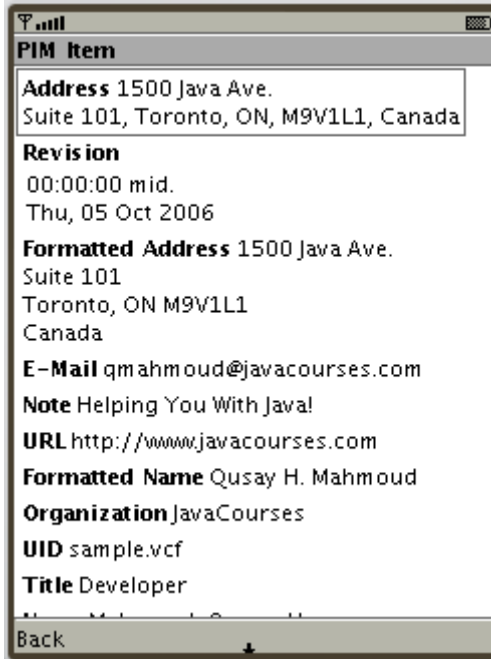 PIM Item
Address 1500 Java Ave.
Suite 101, Toronto, ON, M9V1L1, Canada
Revision
00:00:00 mid.
Thu, 05 Oct 2006
Formatted Address 1500 Java Ave.
Suite 101
Toronto, ON M9V1L1
Canada
E-Mail qmahmoud@javacourses.com
Note Helping You With Java!
URL http://www.javacourses.com
Formatted Name Qusay H. Mahmoud
Organization JavaCourses
UID sample.vcf
Title Developer
Back